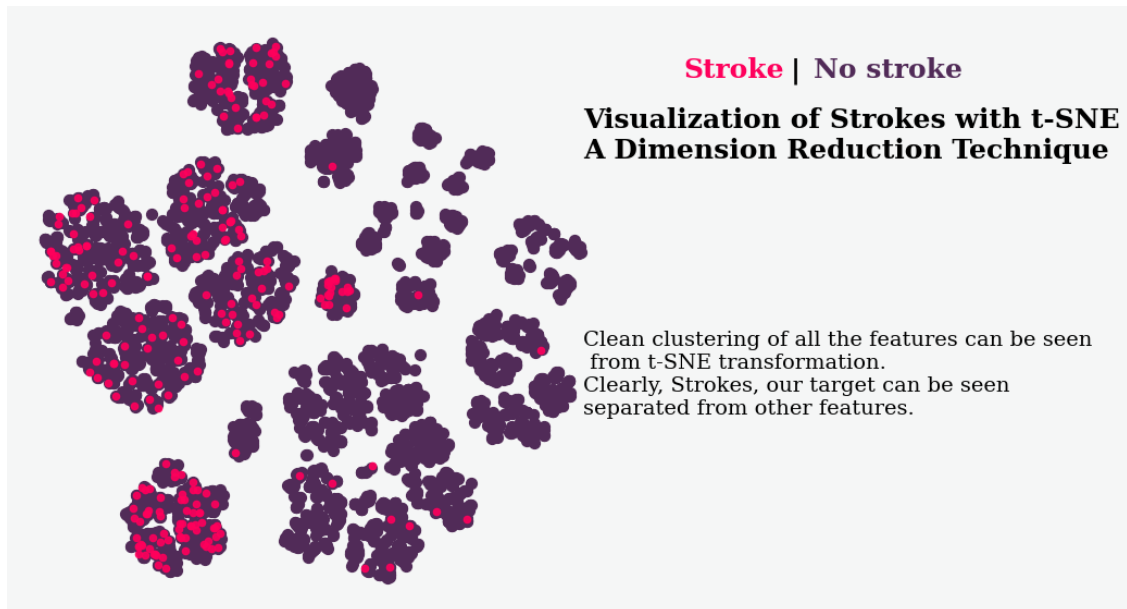 Stroke | No stroke
Visualization of Strokes with t-SNE
A Dimension Reduction Technique
Clean clustering of all the features can be seen
from t-SNE transformation.
Clearly, Strokes, our target can be seen
separated from other features.